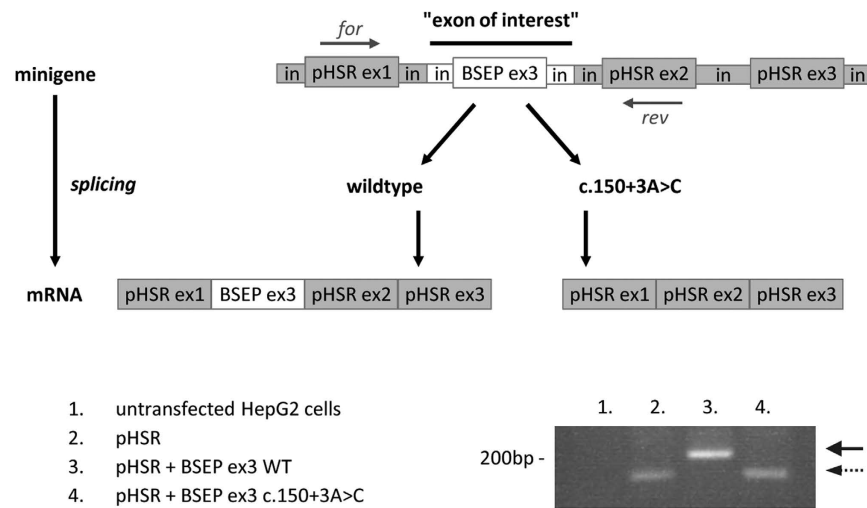 "exon of interest"
for
minigene
in pHSR ex1 in in BSEP ex3 in in pHSR ex2 in pHSR ex3 in
rev
splicing
wildtype c.150+3A>C
mRNA pHSR ex1 BSEP ex3 pHSR ex2 pHSR ex3 pHSR ex1 pHSR ex2 pHSR ex3
1. untransfected HepG2 cells
2. pHSR
3. pHSR + BSEP ex3 WT
4. pHSR + BSEP ex3 c.150+3A>C
1. 2. 3. 4.
200bp -